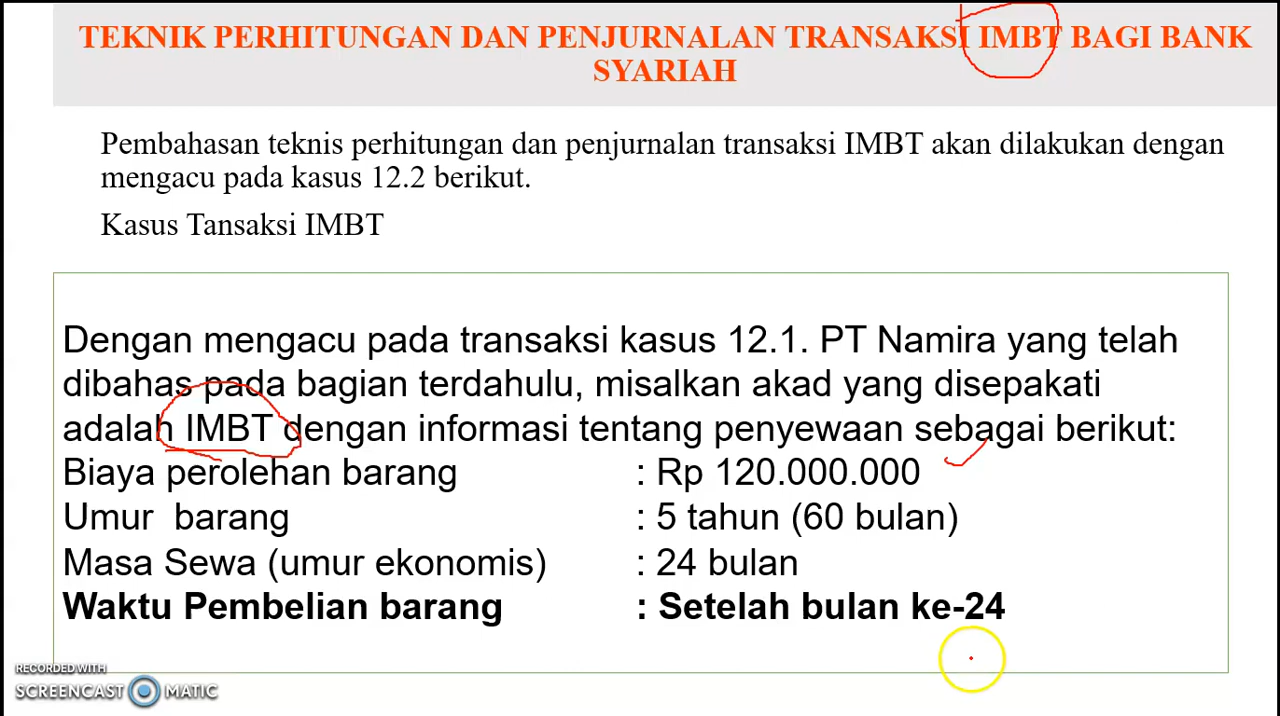 TEKNIK PERHITUNGAN DAN PENJURNALAN TRANSAKSI IMBT BAGI BANK
SYARIAH
Pembahasan teknis perhitungan dan penjurnalan transaksi IMBT akan dilakukan dengan
mengacu pada kasus 12.2 berikut.
Kasus Tansaksi IMBT
Dengan mengacu pada transaksi kasus 12.1. PT Namira yang telah
dibahas pada bagian terdahulu, misalkan akad yang disepakati
adalah IMBT dengan informasi tentang penyewaan sebagai berikut:
Biaya perolehan barang : Rp 120.000.000
Umur barang : 5 tahun (60 bulan)
Masa Sewa (umur ekonomis) : 24 bulan
Waktu Pembelian barang : Setelah bulan ke-24
RECORDED WITH
SCREENCAST MATIC